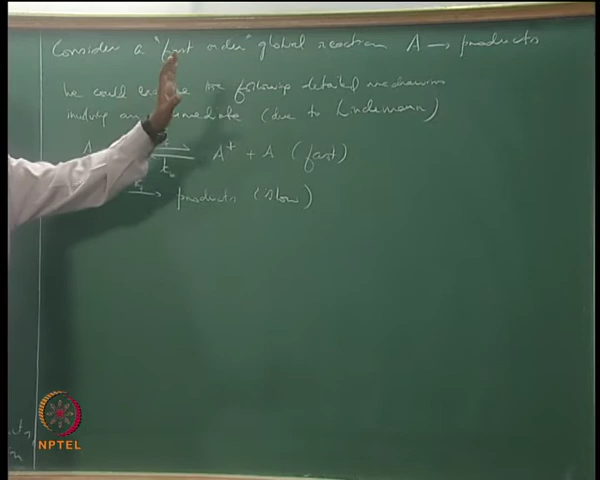 Consider a "first order" global reaction A → products
We could the following detailed mechanism
involving an (due to Lindemann)
A ⇌ A* + A (fast)
→ products (slow)
NPTEL